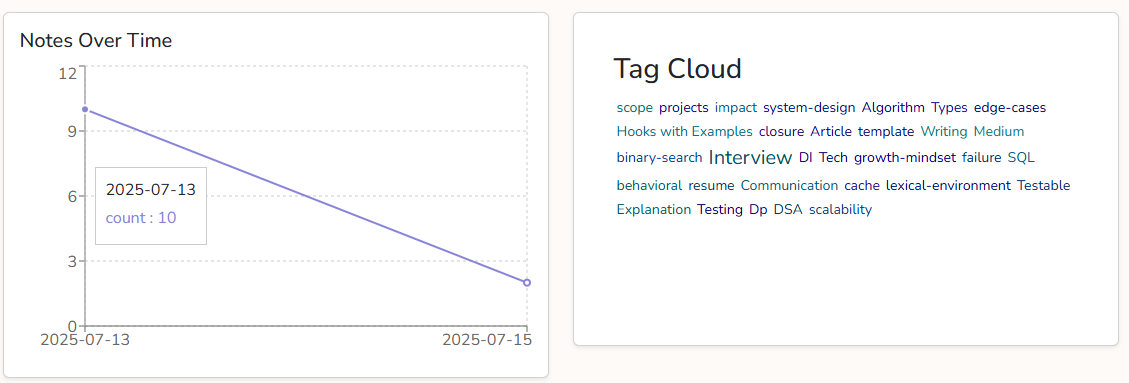 Notes Over Time
12
9
6
3
0
2025-07-13
count : 10
2025-07-13
2025-07-15
Tag Cloud
scope projects impact system-design Algorithm Types edge-cases
Hooks with Examples closure Article template Writing Medium
binary-search Interview DI Tech growth-mindset failure SQL
behavioral resume Communication cache lexical-environment Testable
Explanation Testing Dp DSA scalability